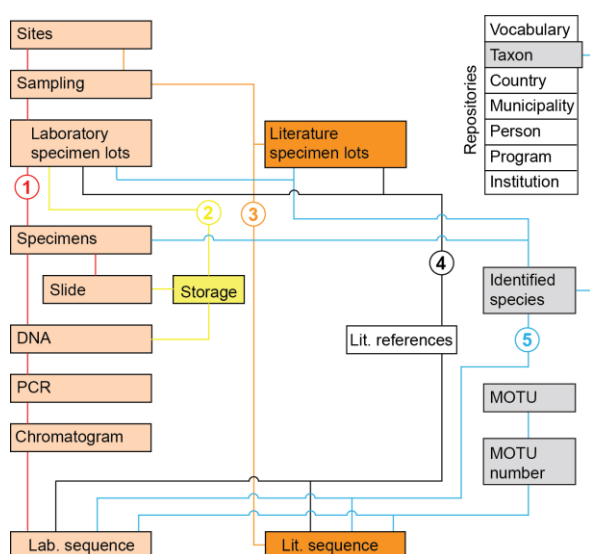 Sites
Sampling
Laboratory
specimen lots
Literature
specimen lots
Repositories
Vocabulary
Taxon
Country
Municipality
Person
Program
Institution
1
2
3
4
5
Specimens
Slide
Storage
Identified
species
DNA
Lit. references
PCR
MOTU
Chromatogram
MOTU
number
Lab. sequence
Lit. sequence